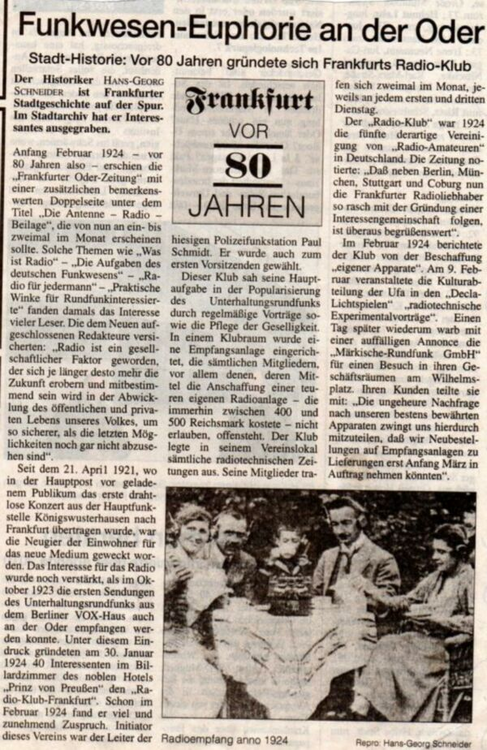 Funkwesen-Euphorie an der Oder
Stadt-Historie: Vor 80 Jahren gründete sich Frankfurts Radio-Klub
Der Historiker HANS-GEORG
SCHNEIDER ist Frankfurter
Stadtgeschichte auf der Spur.
Im Stadtarchiv hat er Interes-
santes ausgegraben.
Anfang Februar 1924 – vor
80 Jahren also – erschien die
„Frankfurter Oder-Zeitung" mit
einer zusätzlichen bemerkens-
werten Doppelseite unter dem
Titel „Die Antenne – Radio –
Beilage", die von nun an ein- bis
zweimal im Monat erscheinen
sollte. Solche Themen wie „Was
ist Radio" – „Die Aufgaben des
deutschen Funkwesens" – „Ra-
dio für jedermann" – „Praktische
Winke für Rundfunkinteressier-
te" fanden damals das Interesse
vieler Leser. Die dem Neuen auf-
geschlossenen Redakteure versi-
cherten: „Radio ist ein gesell-
schaftlicher Faktor geworden,
der sich je länger desto mehr die
Zukunft erobern und mitbestim-
mend sein wird in der Abwick-
lung des öffentlichen und priva-
ten Lebens unseres Volkes, um
so sicherer, als die letzten Mög-
lichkeiten noch gar nicht abzuse-
hen sind".
Seit dem 21. April 1921, wo
in der Hauptpost vor gelade-
nem Publikum das erste draht-
lose Konzert aus der Hauptfunk-
stelle Königswusterhausen nach
Frankfurt übertragen wurde, war
die Neugier der Einwohner für
das neue Medium geweckt wor-
den. Das Interessse für das Radio
wurde noch verstärkt, als im Ok-
tober 1923 die ersten Sendungen
des Unterhaltungsrundfunks aus
dem Berliner VOX-Haus auch
an der Oder empfangen wer-
den konnte. Unter diesem Ein-
druck gründeten am 30. Januar
1924 40 Interessenten im Bil-
lardzimmer des noblen Hotels
„Prinz von Preußen" den „Ra-
dio-Klub-Frankfurt". Schon im
Februar 1924 fand er viel und
zunehmend Zuspruch. Initiator
dieses Vereins war der Leiter der
Frankfurt
VOR
80
JAHREN
hiesigen Polizeifunkstation Paul
Schmidt. Er wurde auch zum
ersten Vorsitzenden gewählt.
Dieser Klub sah seine Haupt-
aufgabe in der Popularisierung
des Unterhaltungsrundfunks
durch regelmäßige Vorträge so-
wie die Pflege der Geselligkeit.
In einem Klubraum wurde ei-
ne Empfangsanlage eingerich-
tet, die sämtlichen Mitgliedern,
vor allem denen, deren Mit-
tel die Anschaffung einer teu-
ren eigenen Radioanlage – die
immerhin zwischen 400 und
500 Reichsmark kostete – nicht
erlauben, offensteht. Der Klub
legte in seinem Vereinslokal
sämtliche radiotechnischen Zei-
tungen aus. Seine Mitglieder tra-
fen sich zweimal im Monat, je-
weils an jedem ersten und dritten
Dienstag.
Der „Radio-Klub" war 1924
die fünfte derartige Vereini-
gung von „Radio-Amateuren"
in Deutschland. Die Zeitung no-
tierte: „Daß neben Berlin, Mün-
chen, Stuttgart und Coburg nun
die Frankfurter Radioliebhaber
so rasch mit der Gründung einer
Interessengemeinschaft folgen,
ist überaus begrüßenswert".
Im Februar 1924 berichtete
der Klub von der Beschaffung
„eigener Apparate". Am 9. Feb-
ruar veranstaltete die Kulturab-
teilung der Ufa in den „Decla-
Lichtspielen" „radiotechnische
Experimentalvorträge". Einen
Tag später wiederum warb mit
einer auffälligen Annonce die
„Märkische-Rundfunk GmbH"
für einen Besuch in ihren Ge-
schäftsräumen am Wilhelms-
platz. Ihren Kunden teilte sie
mit: „Die ungeheure Nachfrage
nach unseren bestens bewährten
Apparaten zwingt uns hierdurch
mitzuteilen, daß wir Neubestel-
lungen auf Empfangsanlagen zu
Lieferungen erst Anfang März in
Auftrag nehmen könnten".
Radioempfang anno 1924
Repro: Hans-Georg Schneider